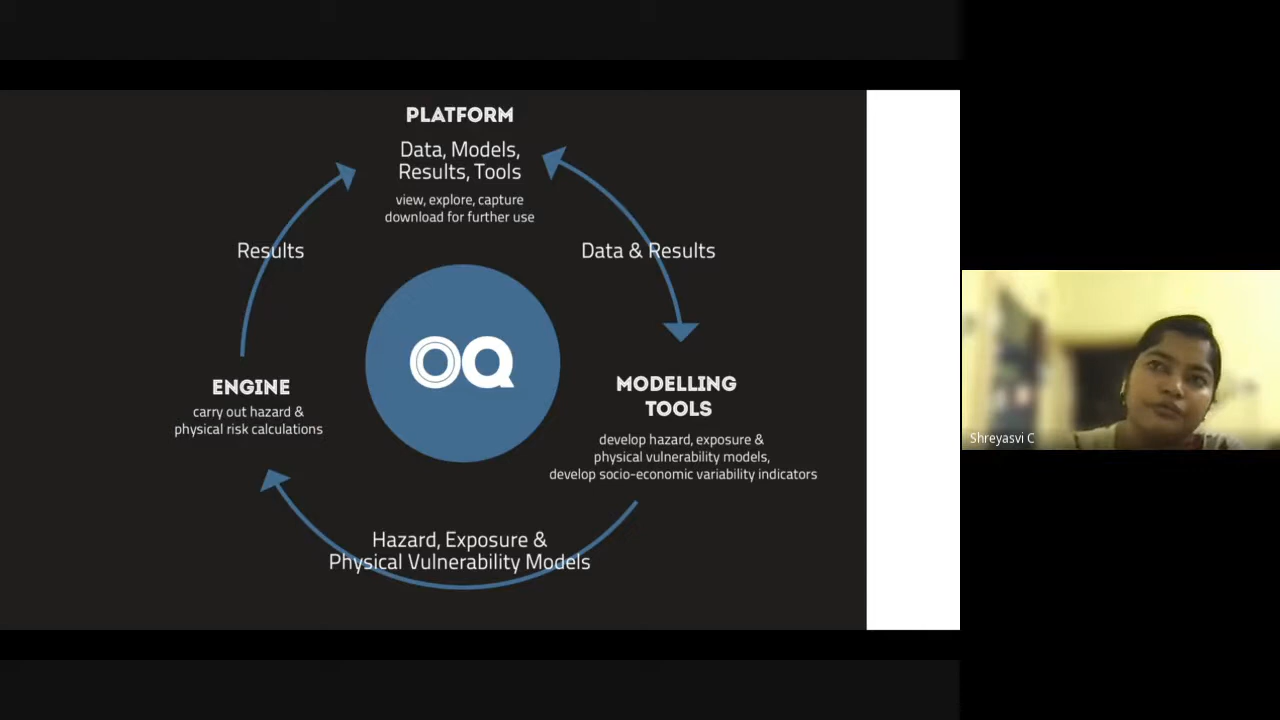 PLATFORM
Data, Models,
Results, Tools
view, explore, capture
download for further use
Results
Data & Results
OQ
ENGINE
carry out hazard &
physical risk calculations
MODELLING
TOOLS
develop hazard, exposure &
physical vulnerability models,
develop socio-economic variability indicators
Hazard, Exposure &
Physical Vulnerability Models
Shreyasvi C